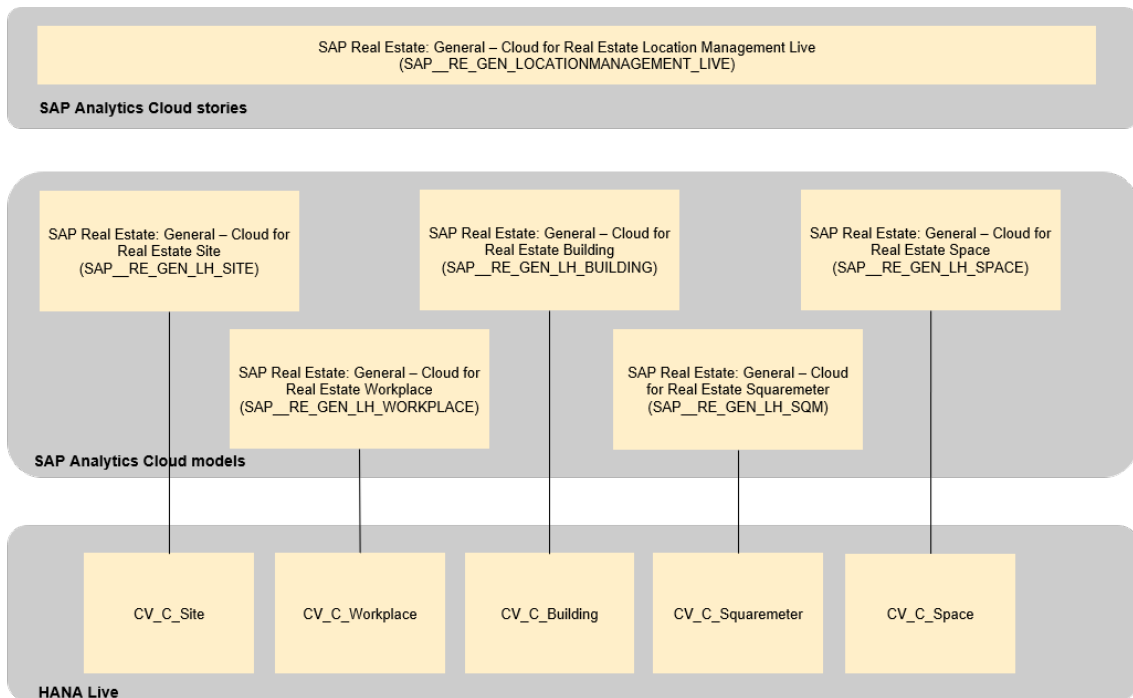 SAP Real Estate: General – Cloud for Real Estate Location Management Live
(SAP__RE_GEN_LOCATIONMANAGEMENT_LIVE)
SAP Analytics Cloud stories
SAP Real Estate: General – Cloud for
Real Estate Site
(SAP__RE_GEN_LH_SITE)
SAP Real Estate: General – Cloud for
Real Estate Building
(SAP__RE_GEN_LH_BUILDING)
SAP Real Estate: General – Cloud for
Real Estate Space
(SAP__RE_GEN_LH_SPACE)
SAP Real Estate: General – Cloud for
Real Estate Workplace
(SAP__RE_GEN_LH_WORKPLACE)
SAP Real Estate: General – Cloud
for Real Estate Squaremeter
(SAP__RE_GEN_LH_SQM)
SAP Analytics Cloud models
CV_C_Site
CV_C_Workplace
CV_C_Building
CV_C_Squaremeter
CV_C_Space
HANA Live